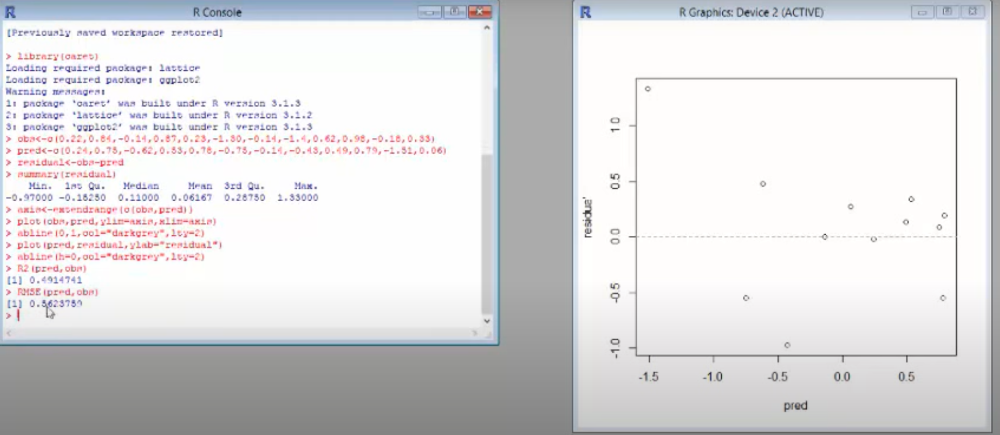 R Console
[Previously saved workspace restored]
> library(caret)
Loading required package: lattice
Loading required package: ggplot2
Warning messages:
1: package ‘caret’ was built under R version 3.1.3
2: package ‘lattice’ was built under R version 3.1.2
3: package ‘ggplot2’ was built under R version 3.1.3
> obs<-c(0.22,0.84,-0.14,0.87,0.23,-1.30,-0.14,-1.4,0.62,0.98,-0.18,0.33)
> pred<-c(0.24,0.75,-0.62,0.53,0.78,-0.75,-0.14,-0.43,0.49,0.79,-1.51,0.06)
> residual<-obs-pred
> summary(residual)
Min. 1st Qu. Median Mean 3rd Qu. Max.
-0.97000 -0.15250 0.11000 0.06167 0.28750 1.33000
> axis<-extendrange(c(obs,pred))
> plot(obs,pred,ylim=axis,xlim=axis)
> abline(0,1,col="darkgrey",lty=2)
> plot(pred,residual,ylab="residual")
> abline(h=0,col="darkgrey",lty=2)
> R2(pred,obs)
[1] 0.4914741
> RMSE(pred,obs)
[1] 0.5623759
>
R Graphics: Device 2 (ACTIVE)
residual
1.0
0.5
0.0
-0.5
-1.0
-1.5 -1.0 -0.5 0.0 0.5
pred